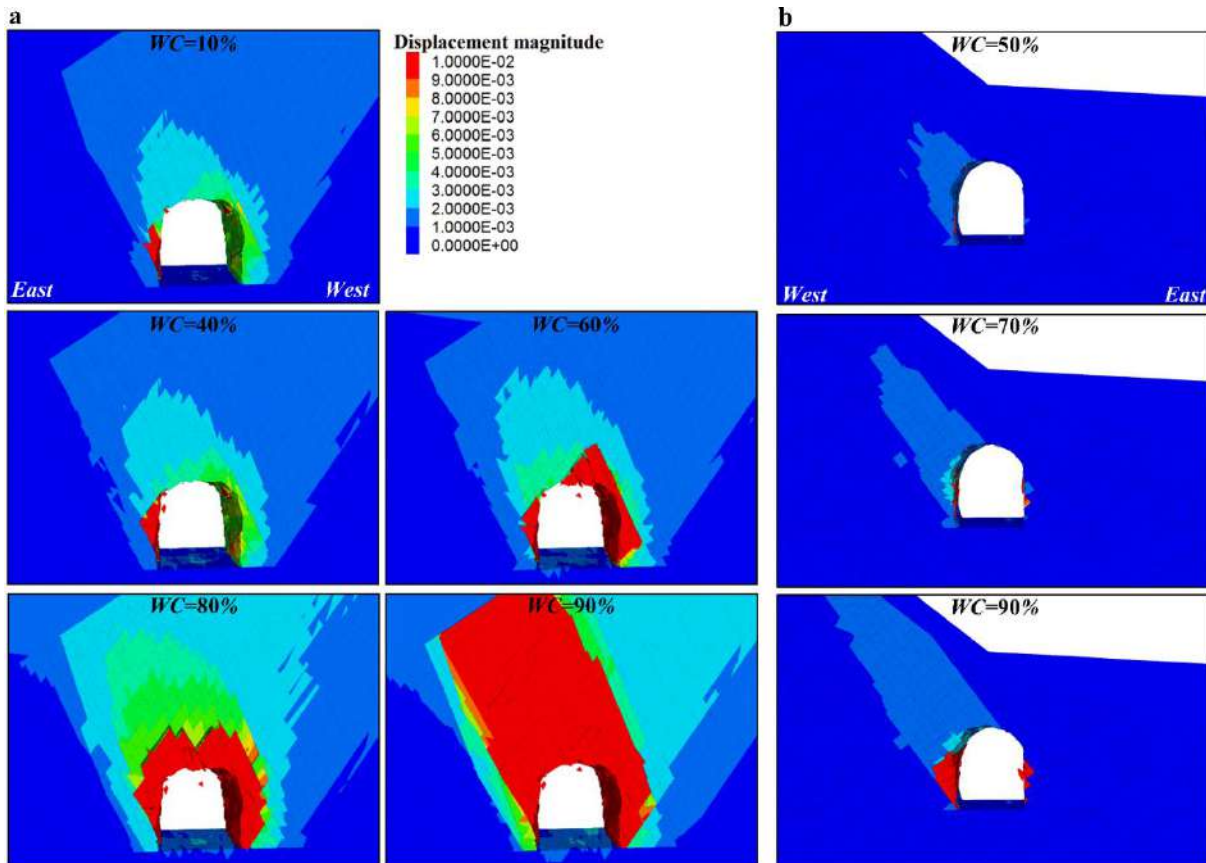 a
b
WC=10%
Displacement magnitude
1.0000E-02
9.0000E-03
8.0000E-03
7.0000E-03
6.0000E-03
5.0000E-03
4.0000E-03
3.0000E-03
2.0000E-03
1.0000E-03
0.0000E+00
East
West
WC=50%
West
East
WC=40%
WC=60%
WC=70%
WC=80%
WC=90%
WC=90%